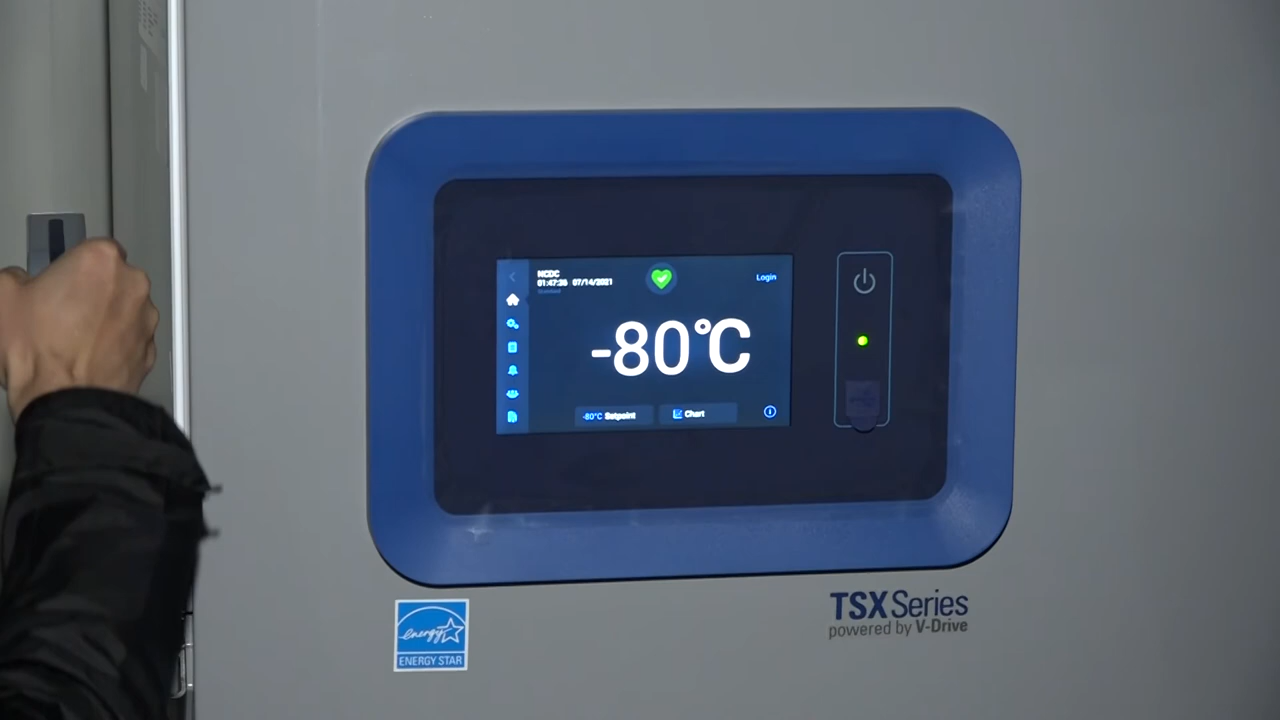 NCDC
01:47:36 07/14/2021
Login
-80°C
-80°C Setpoint
Chart
energy
ENERGY STAR
TSX Series
powered by V-Drive